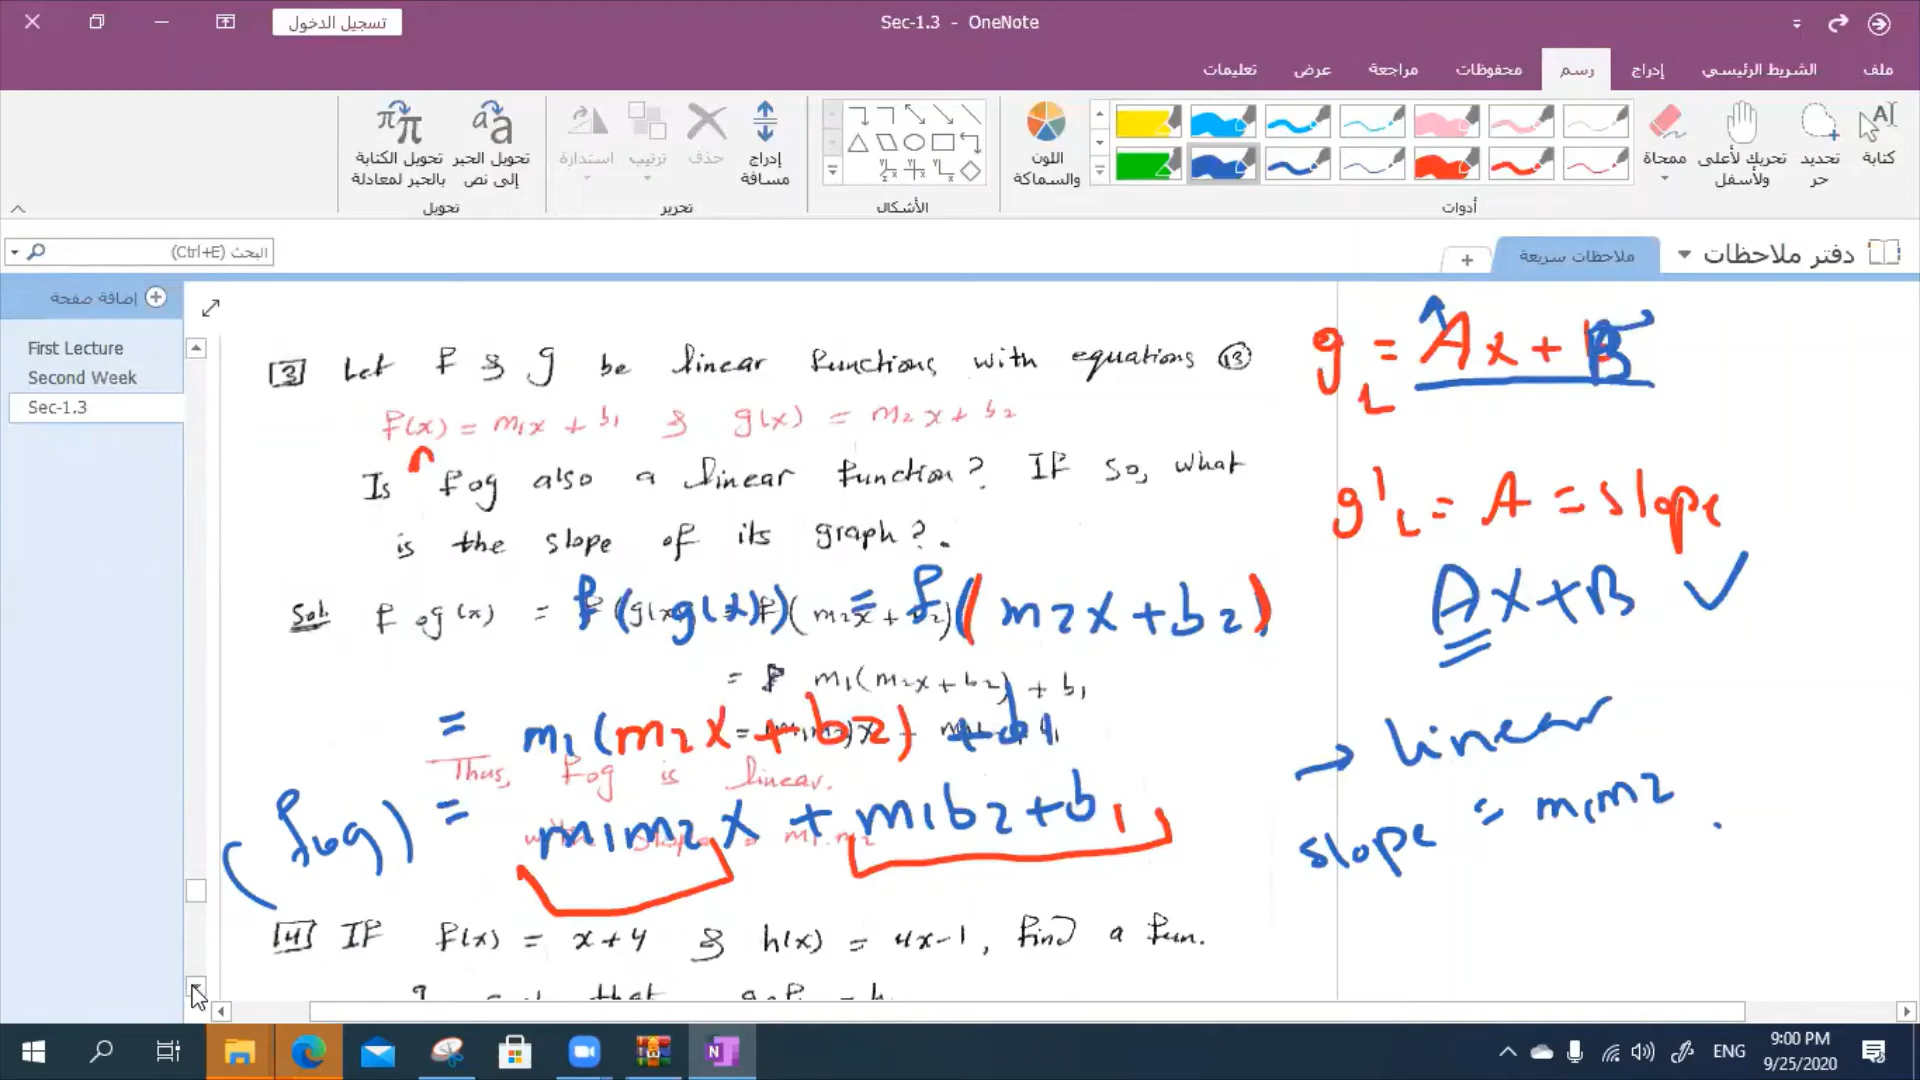 تسجيل الدخول
Sec-1.3 - OneNote
ملف الشريط الرئيسي إدراج رسم محفوظات مراجعة عرض تعليمات
كتابة
تحديد حر
تحريك لأعلى ولأسفل
ممحاة
أدوات
اللون والسماكة
الأشكال
إدراج مسافة
حذف
ترتيب
استدارة
تحرير
تحويل الحبر إلى نص
تحويل الكتابة بالحبر لمعادلة
تحويل
دفتر ملاحظات
ملاحظات سريعة
البحث (Ctrl+E)
إضافة صفحة
First Lecture
Second Week
Sec-1.3
[3] Let f & g be linear functions with equations (13)
f(x) = m1x + b1 & g(x) = m2x + b2
Is fog also a linear function? If so, what
is the slope of its graph?.
Sol: fog(x) = f(g(x)) = f(m2x + b2)
= m1(m2x + b2) + b1
= m1(m2x + b2) + b1
Thus, fog is linear.
(fog) = m1m2x + m1b2 + b1
[4] If f(x) = x+4 & h(x) = 4x-1, find a fun.
gL = Ax + B
g'L = A = slope
Ax + B ✓
→ linear
slope = m1m2.
ENG
9:00 PM
9/25/2020